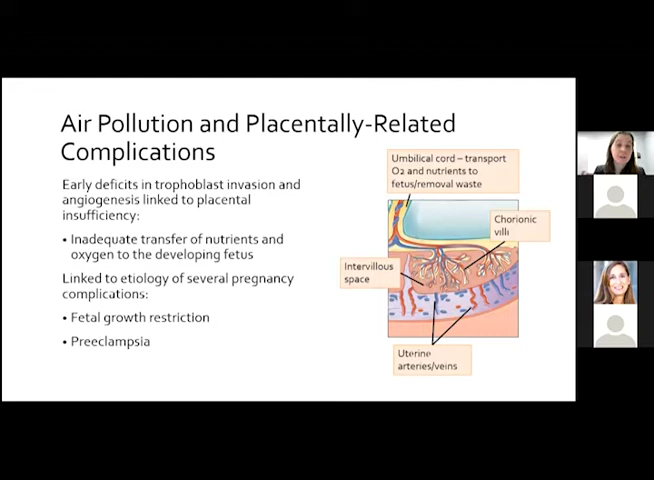 Air Pollution and Placentally-Related
Complications
Early deficits in trophoblast invasion and
angiogenesis linked to placental
insufficiency:
• Inadequate transfer of nutrients and
oxygen to the developing fetus
Linked to etiology of several pregnancy
complications:
• Fetal growth restriction
• Preeclampsia
Umbilical cord – transport
O2 and nutrients to
fetus/removal waste
Chorionic
villi
Intervillous
space
Uterine
arteries/veins